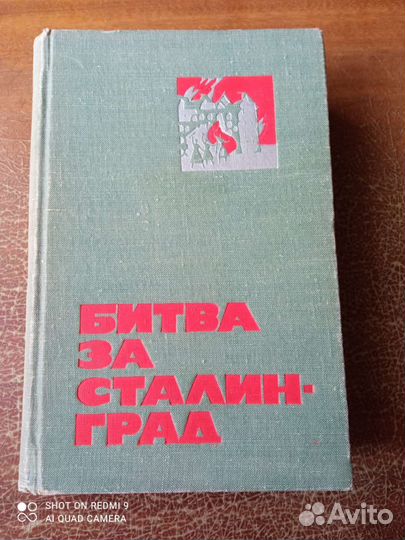 БИТВА
ЗА
СТАЛИН-
ГРАД
SHOT ON REDMI 9
AI QUAD CAMERA
Avito